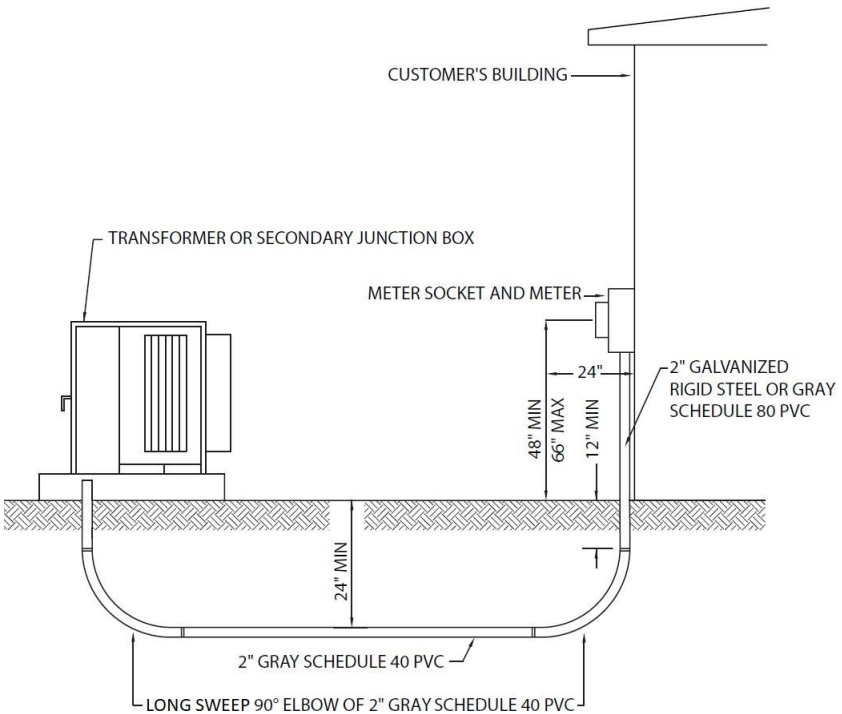 CUSTOMER'S BUILDING
TRANSFORMER OR SECONDARY JUNCTION BOX
METER SOCKET AND METER
24"
2" GALVANIZED
RIGID STEEL OR GRAY
SCHEDULE 80 PVC
48" MIN
66" MAX
12" MIN
24" MIN
2" GRAY SCHEDULE 40 PVC
LONG SWEEP 90° ELBOW OF 2" GRAY SCHEDULE 40 PVC